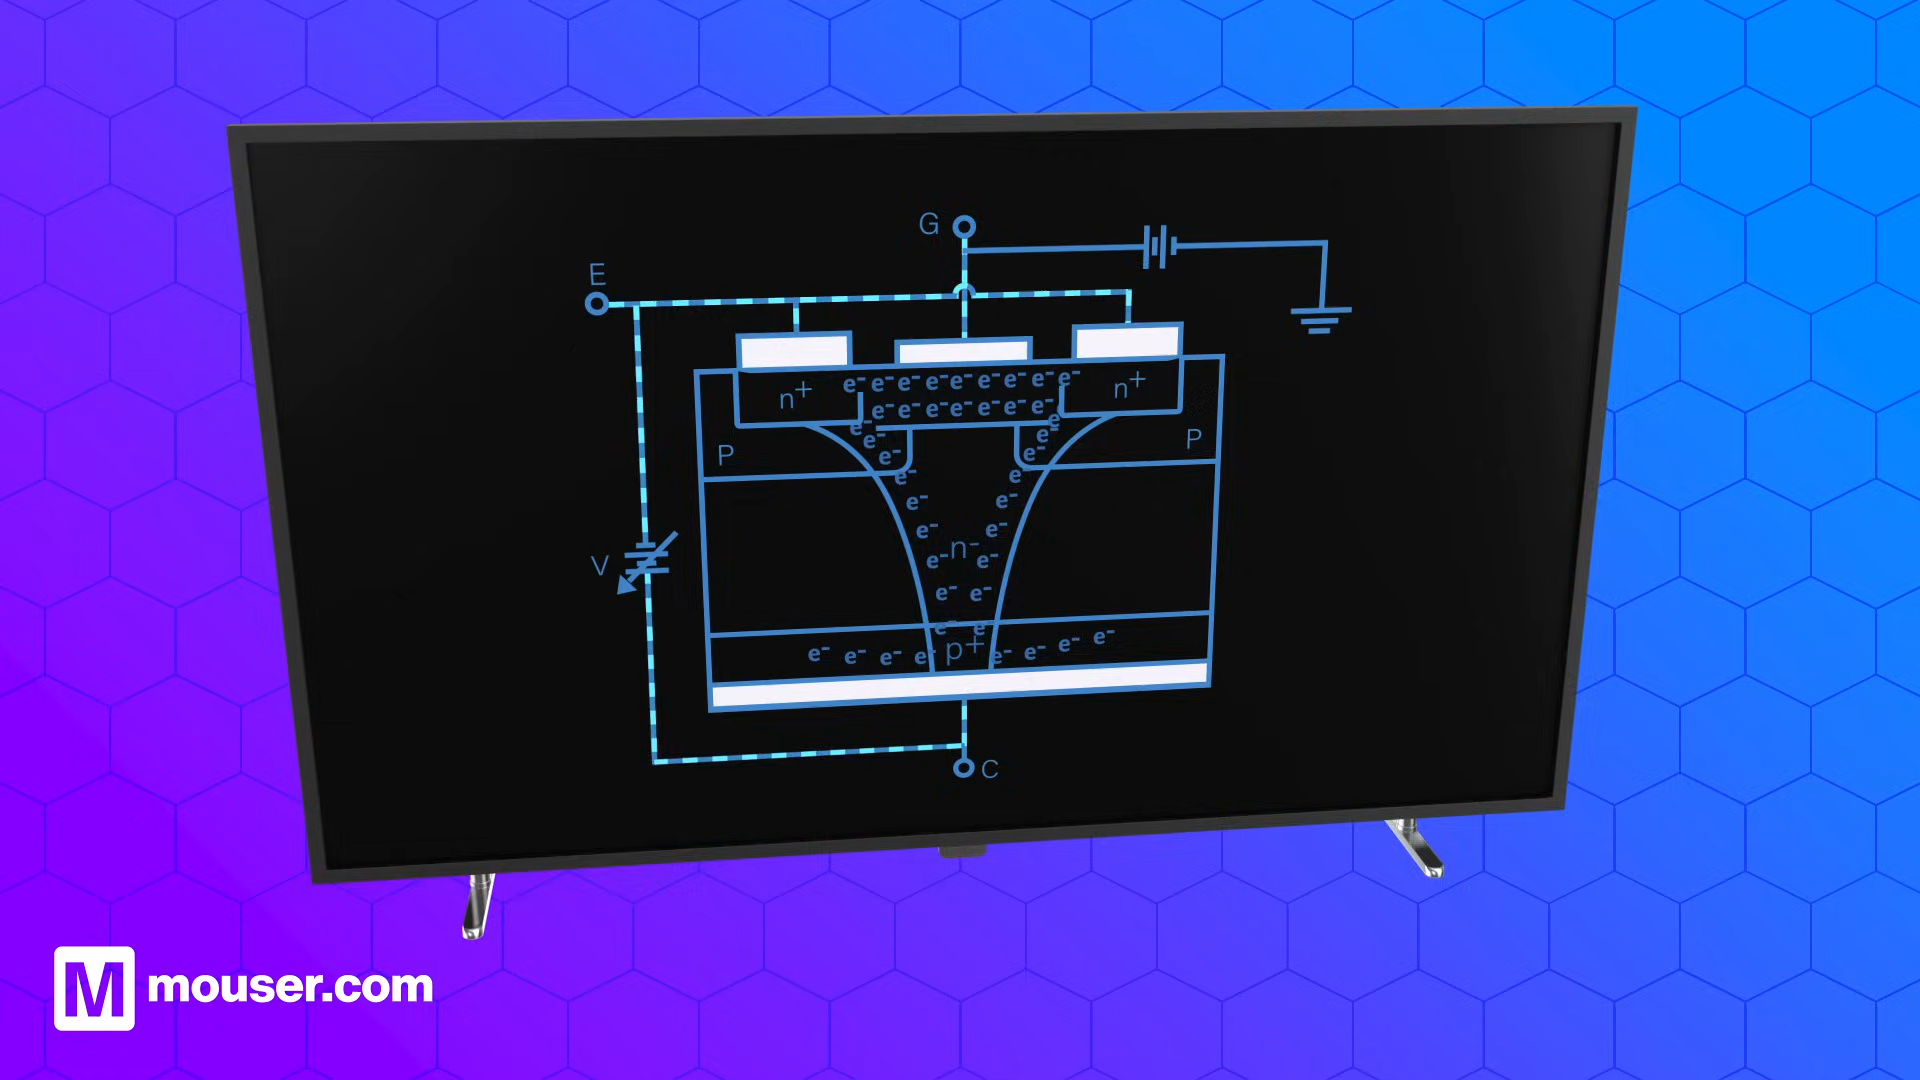 G
E
n+ e- e- e- e- e- e- e- e- e- n+
e- e- e- e- e- e- e-
e- e-
P e- e- P
e- e-
e- e-
e- e-
e- e-
n-
V e- e-
e- e-
e- e-
e- e- e- e- p+ e- e- e- e-
C
M mouser.com